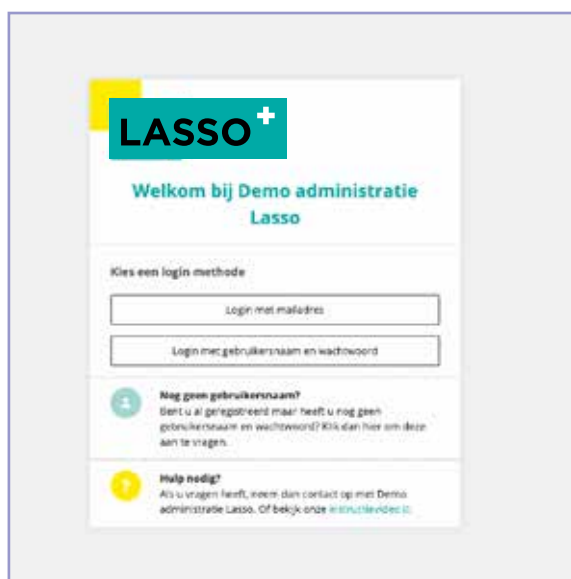 LASSO+
Welkom bij Demo administratie
Lasso
Kies een login methode
Login met mailadres
Login met gebruikersnaam en wachtwoord
Nog geen gebruikersnaam?
Bent u al geregistreerd maar heeft u nog geen
gebruikersnaam en wachtwoord? Klik dan hier om deze
aan te vragen.
Hulp nodig?
Als u vragen heeft, neem dan contact op met Demo
administratie Lasso. Of bekijk onze